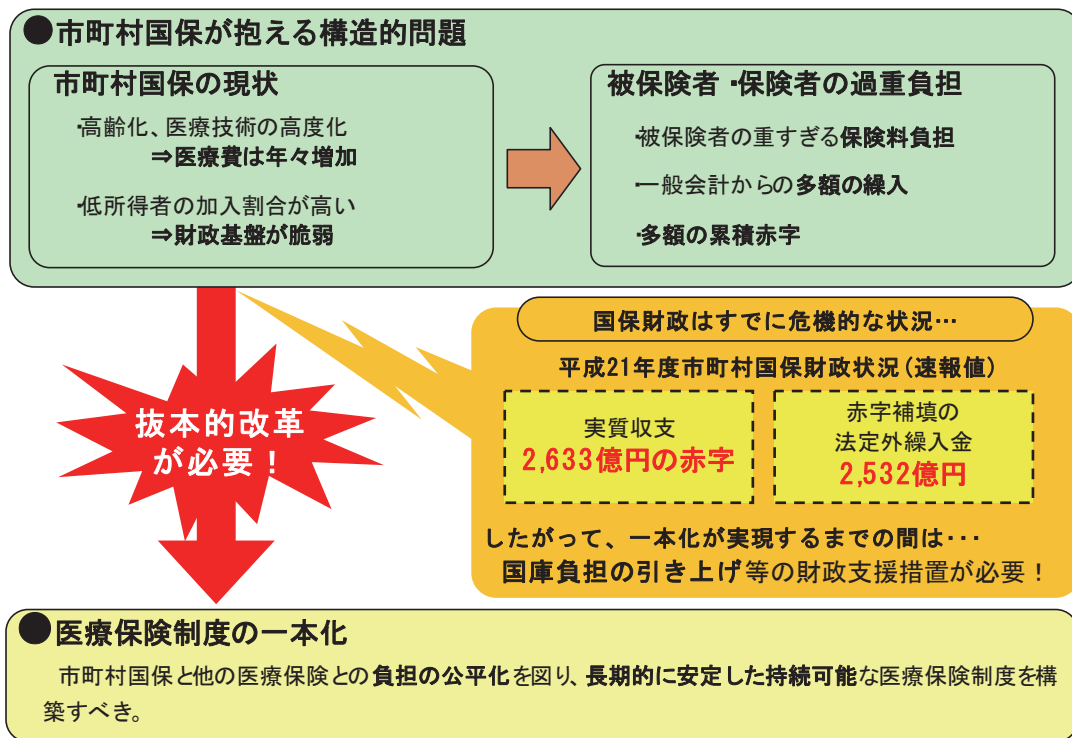 ●市町村国保が抱える構造的問題
市町村国保の現状
・高齢化、医療技術の高度化
⇒医療費は年々増加
・低所得者の加入割合が高い
⇒財政基盤が脆弱
被保険者・保険者の過重負担
・被保険者の重すぎる保険料負担
・一般会計からの多額の繰入
・多額の累積赤字
抜本的改革
が必要！
国保財政はすでに危機的な状況…
平成21年度市町村国保財政状況(速報値)
実質収支
2,633億円の赤字
赤字補填の
法定外繰入金
2,532億円
したがって、一本化が実現するまでの間は…
国庫負担の引き上げ等の財政支援措置が必要！
●医療保険制度の一本化
市町村国保と他の医療保険との負担の公平化を図り、長期的に安定した持続可能な医療保険制度を構
築すべき。